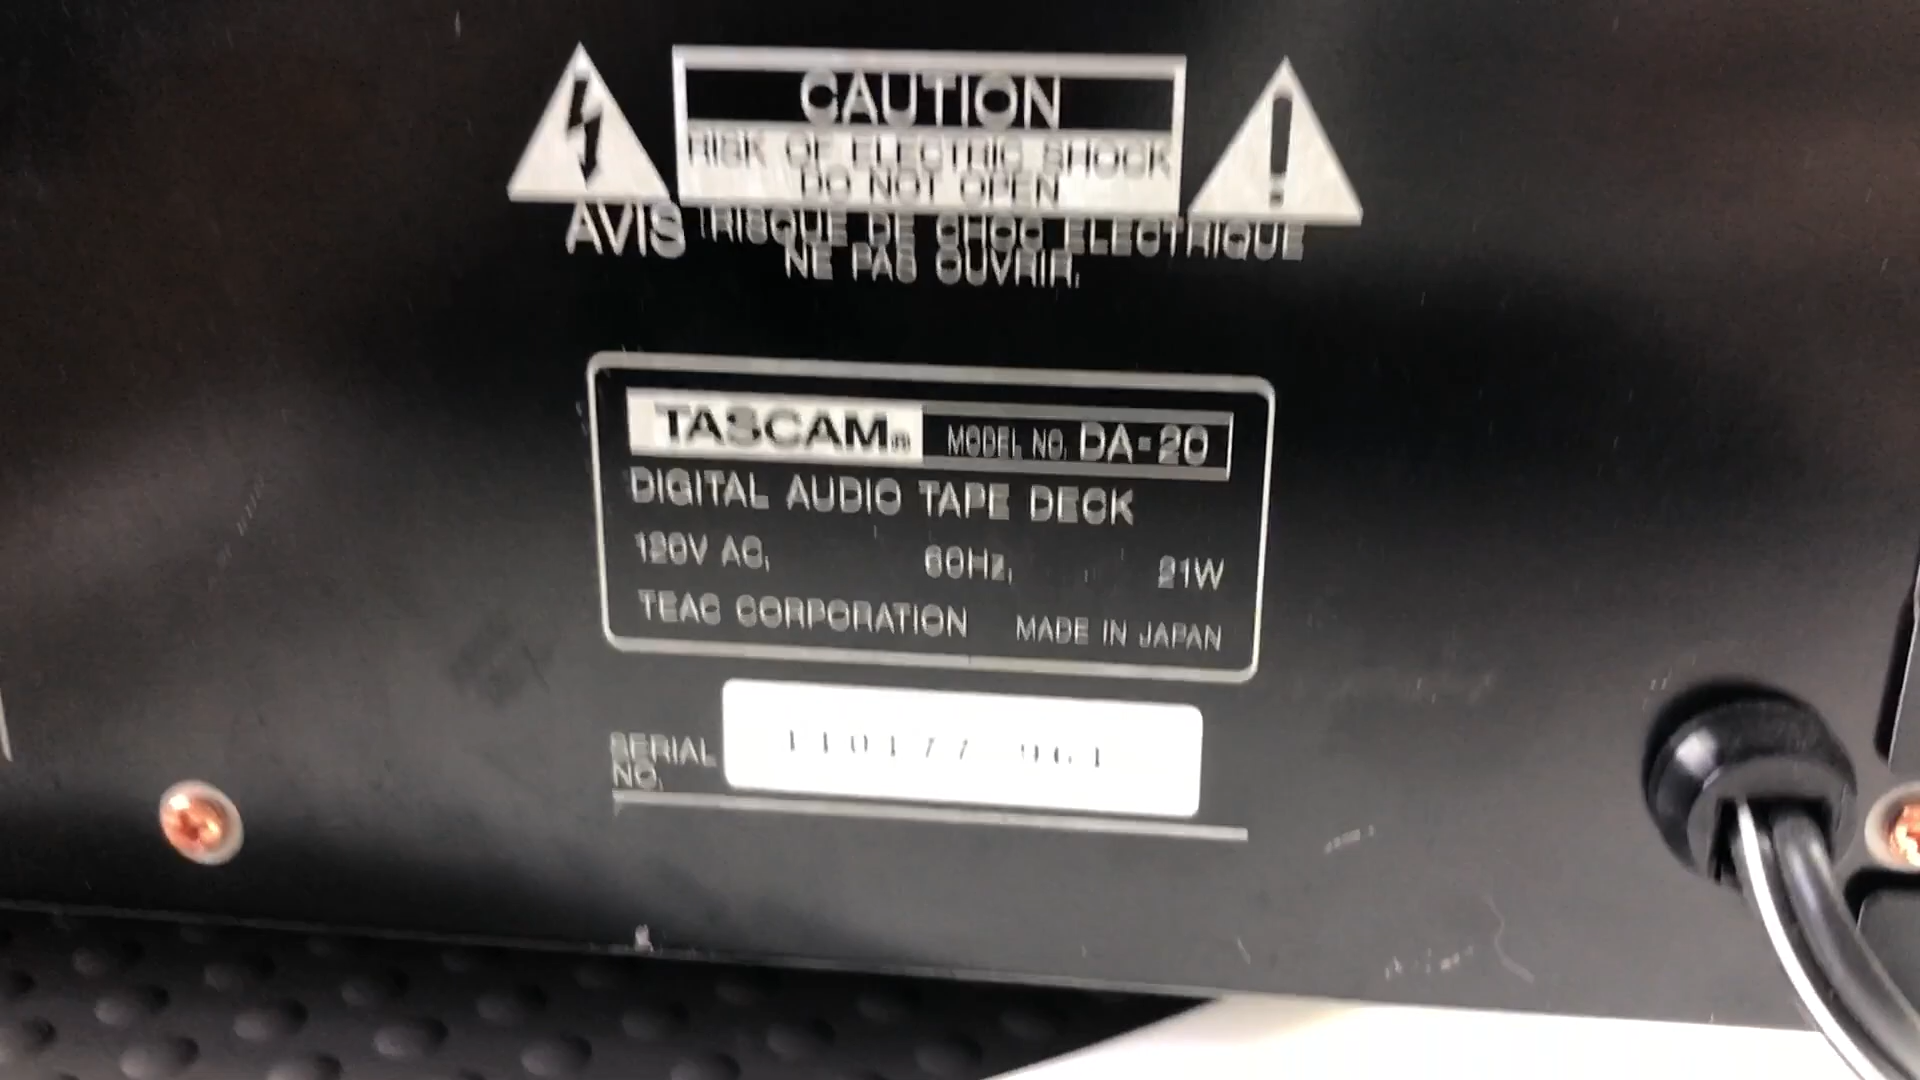 CAUTION
RISK OF ELECTRIC SHOCK
DO NOT OPEN
AVIS : RISQUE DE CHOC ELECTRIQUE
NE PAS OUVRIR.
TASCAM® MODEL NO. DA-20
DIGITAL AUDIO TAPE DECK
120V AC, 60Hz, 21W
TEAC CORPORATION MADE IN JAPAN
SERIAL
NO.